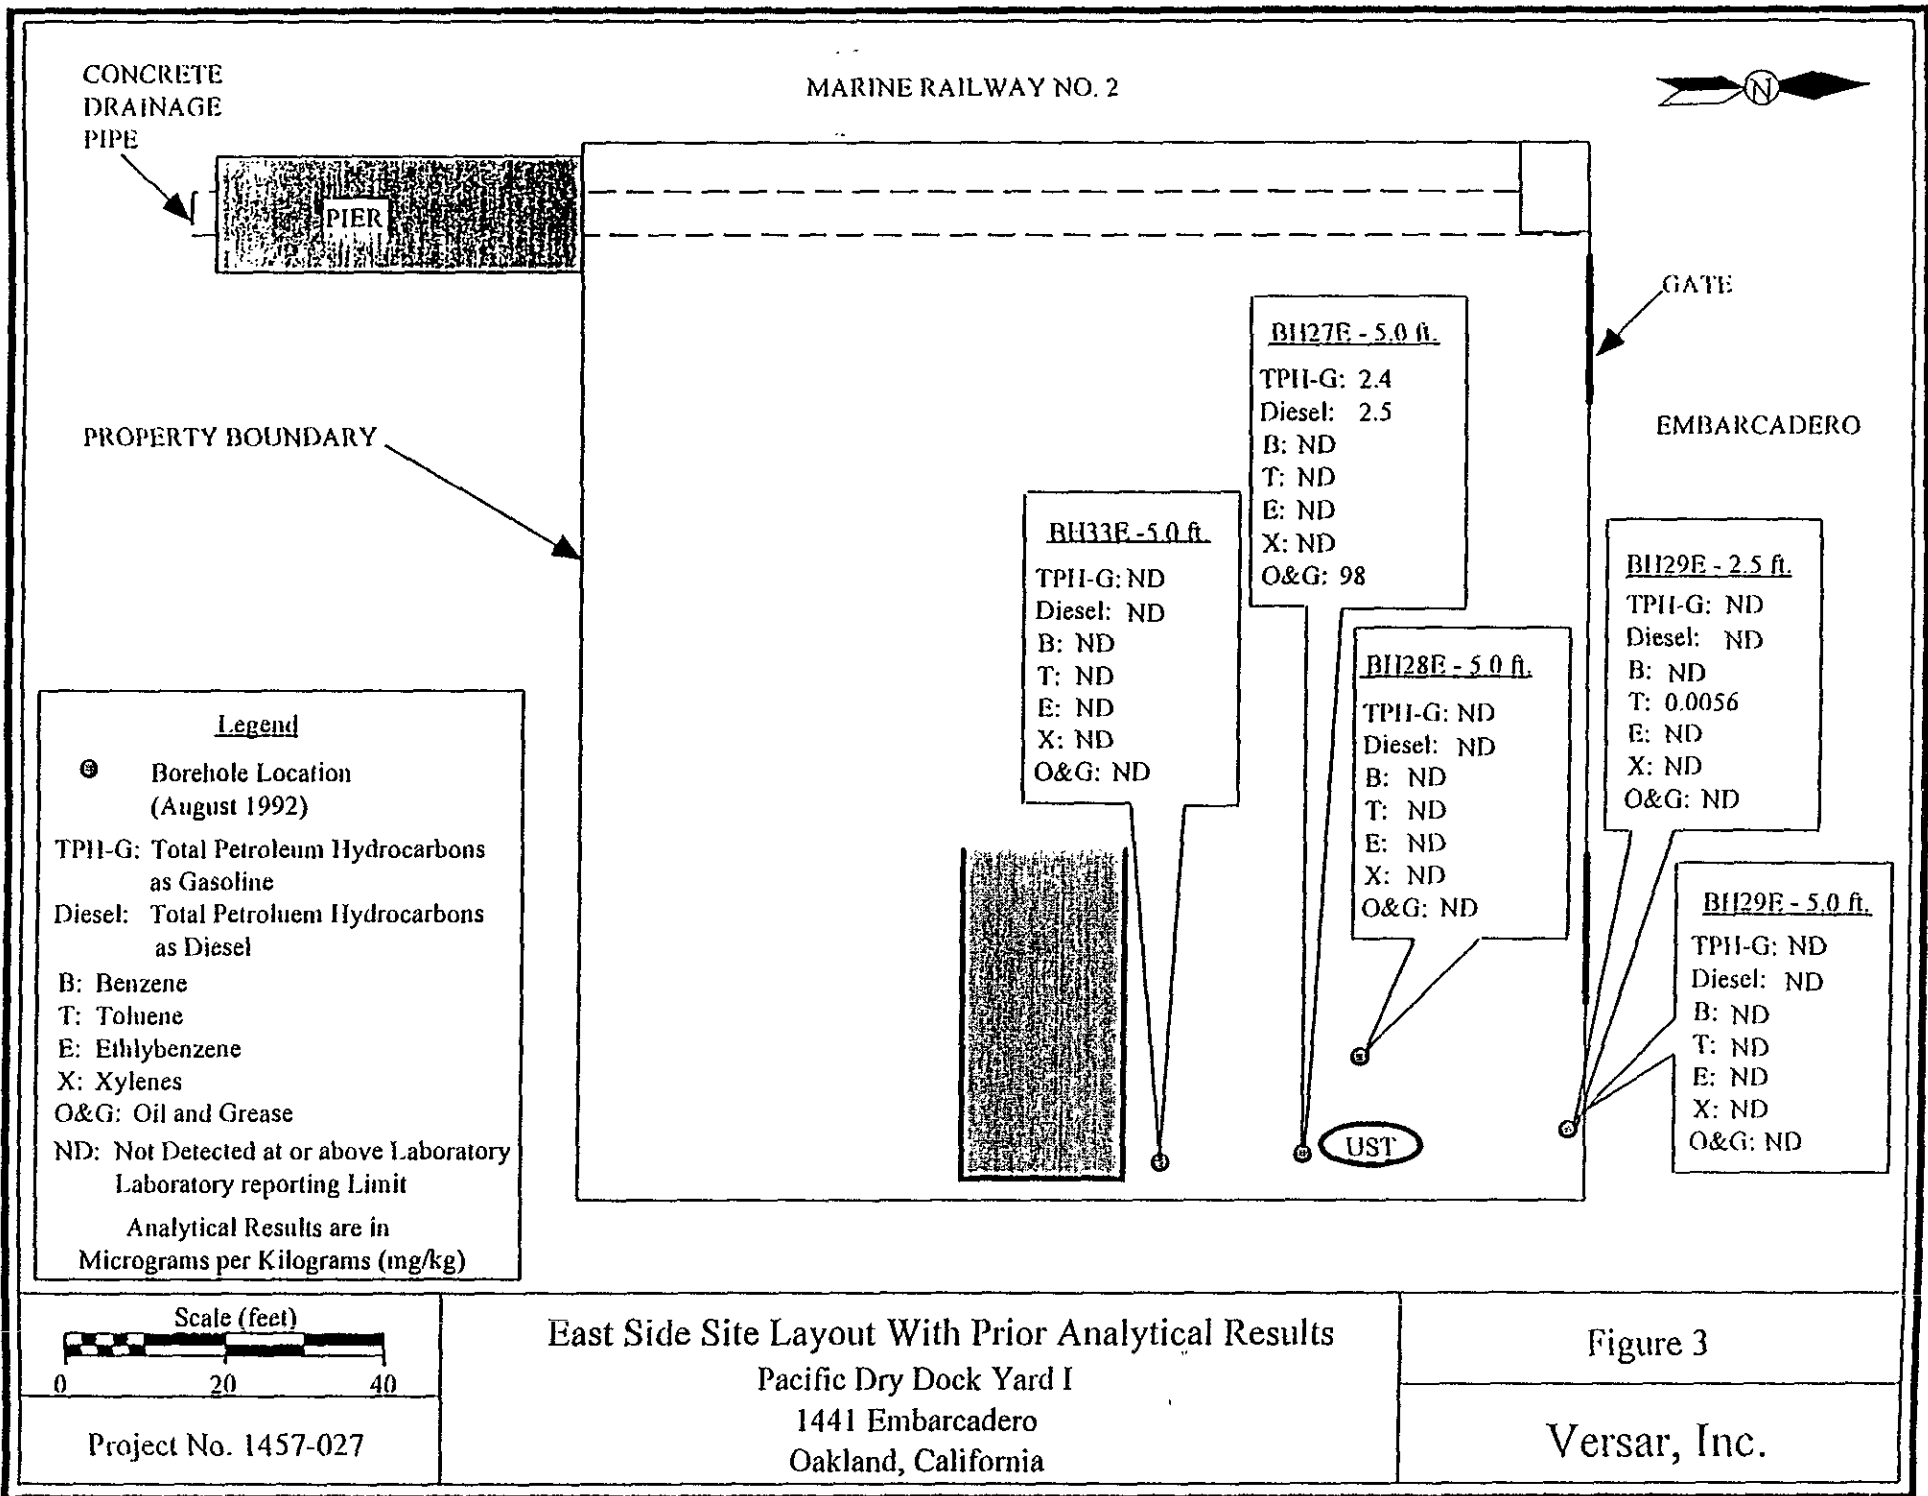 CONCRETE
DRAINAGE
PIPE
MARINE RAILWAY NO. 2
N
PIER
GATE
EMBARCADERO
PROPERTY BOUNDARY
BH27E - 5.0 ft.
TPH-G: 2.4
Diesel: 2.5
B: ND
T: ND
E: ND
X: ND
O&G: 98
BH33E -5.0 ft.
TPH-G: ND
Diesel: ND
B: ND
T: ND
E: ND
X: ND
O&G: ND
BH28E - 5.0 ft.
TPH-G: ND
Diesel: ND
B: ND
T: ND
E: ND
X: ND
O&G: ND
BH29E - 2.5 ft.
TPH-G: ND
Diesel: ND
B: ND
T: 0.0056
E: ND
X: ND
O&G: ND
BH29E - 5.0 ft.
TPH-G: ND
Diesel: ND
B: ND
T: ND
E: ND
X: ND
O&G: ND
UST
Legend
Borehole Location
(August 1992)
TPH-G: Total Petroleum Hydrocarbons
as Gasoline
Diesel: Total Petroluem Hydrocarbons
as Diesel
B: Benzene
T: Toluene
E: Ethlybenzene
X: Xylenes
O&G: Oil and Grease
ND: Not Detected at or above Laboratory
Laboratory reporting Limit
Analytical Results are in
Micrograms per Kilograms (mg/kg)
Scale (feet)
0 20 40
Project No. 1457-027
East Side Site Layout With Prior Analytical Results
Pacific Dry Dock Yard I
1441 Embarcadero
Oakland, California
Figure 3
Versar, Inc.